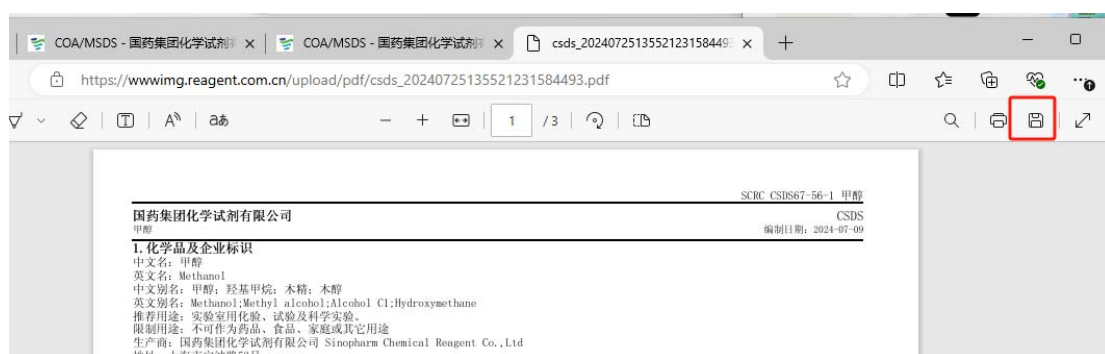 COA/MSDS - 国药集团化学试剂
COA/MSDS - 国药集团化学试剂
csds_20240725135521231584493
https://wwwimg.reagent.com.cn/upload/pdf/csds_20240725135521231584493.pdf
1 / 3
SCRC CSDS67-56-1 甲醇
国药集团化学试剂有限公司
CSDS
甲醇
编制日期：2024-07-09
1. 化学品及企业标识
中文名：甲醇
英文名：Methanol
中文别名：甲醇；羟基甲烷；木精；木醇
英文别名：Methanol;Methyl alcohol;Alcohol C1;Hydroxymethane
推荐用途：实验室用化验、试验及科学实验。
限制用途：不可作为药品、食品、家庭或其它用途
生产商：国药集团化学试剂有限公司 Sinopharm Chemical Reagent Co.,Ltd